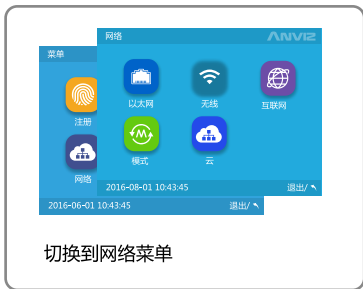 网络 ANVIZ
菜单
以太网 无线 互联网
注册
模式 云
网络
2016-08-01 10:43:45 退出/
2016-06-01 10:43:45 退出/
切换到网络菜单